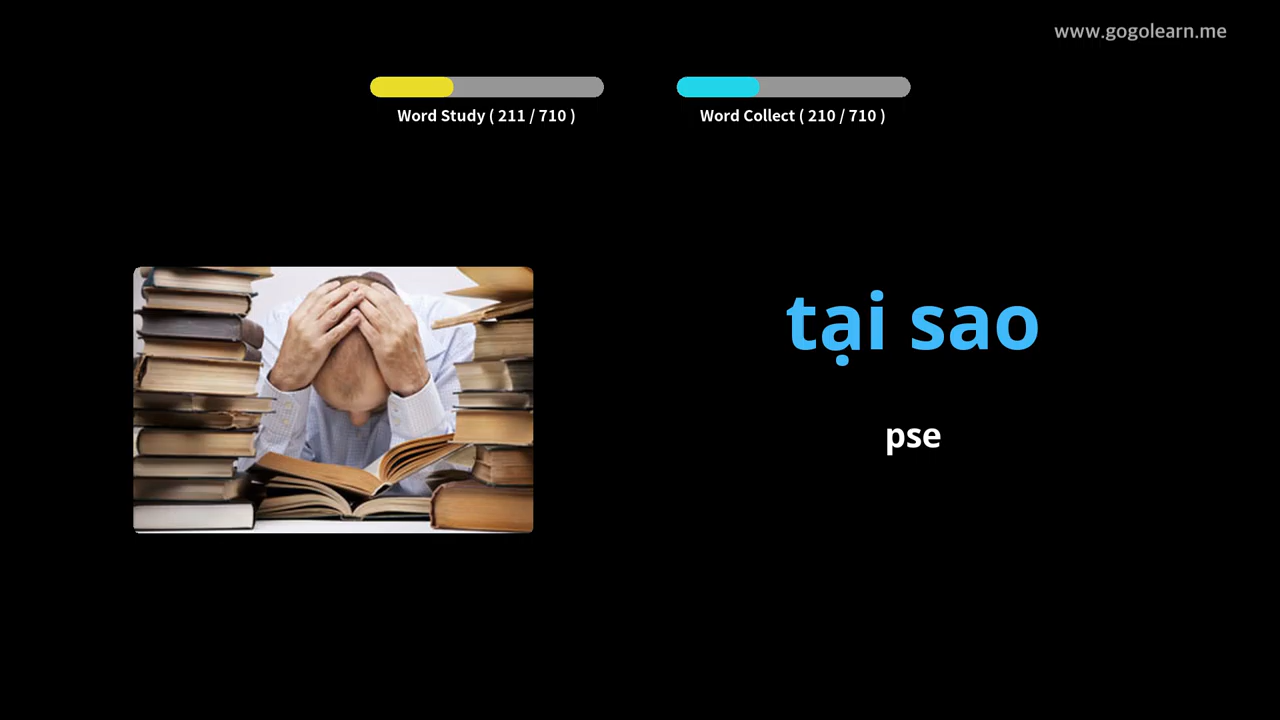 www.gogolearn.me
Word Study ( 211 / 710 )
Word Collect ( 210 / 710 )
tại sao
pse